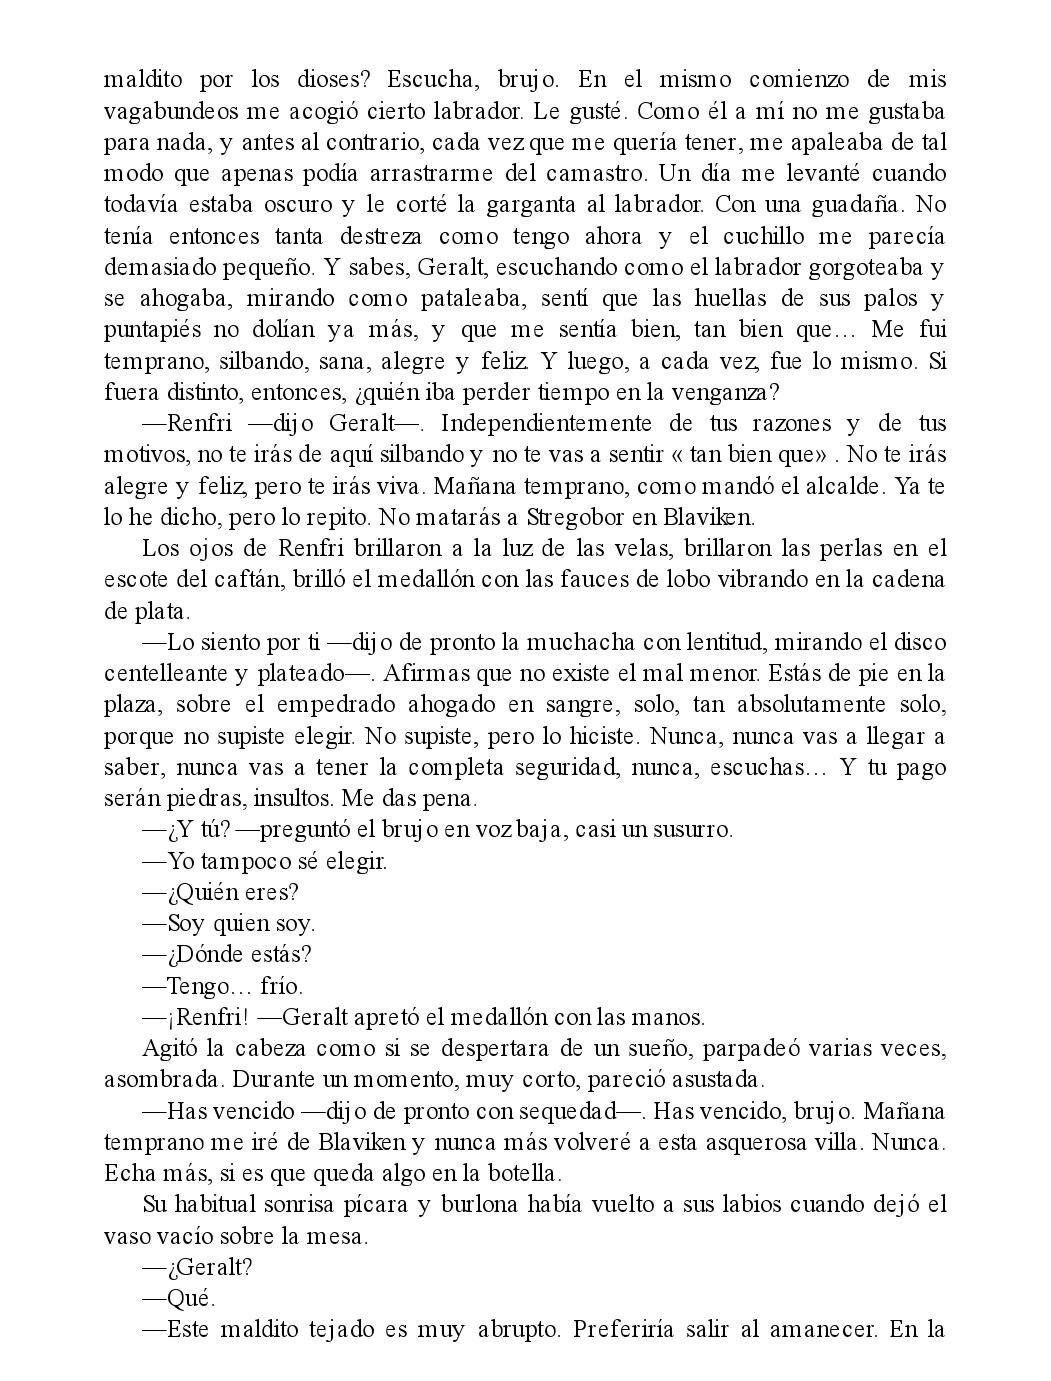 maldito por los dioses? Escucha, brujo. En el mismo comienzo de mis
vagabundeos me acogió cierto labrador. Le gusté. Como él a mí no me gustaba
para nada, y antes al contrario, cada vez que me quería tener, me apaleaba de tal
modo que apenas podía arrastrarme del camastro. Un día me levanté cuando
todavía estaba oscuro y le corté la garganta al labrador. Con una guadaña. No
tenía entonces tanta destreza como tengo ahora y el cuchillo me parecía
demasiado pequeño. Y sabes, Geralt, escuchando como el labrador gorgoteaba y
se ahogaba, mirando como pataleaba, sentí que las huellas de sus palos y
puntapiés no dolían ya más, y que me sentía bien, tan bien que… Me fui
temprano, silbando, sana, alegre y feliz. Y luego, a cada vez, fue lo mismo. Si
fuera distinto, entonces, ¿quién iba perder tiempo en la venganza?
—Renfri —dijo Geralt—. Independientemente de tus razones y de tus
motivos, no te irás de aquí silbando y no te vas a sentir « tan bien que» . No te irás
alegre y feliz, pero te irás viva. Mañana temprano, como mandó el alcalde. Ya te
lo he dicho, pero lo repito. No matarás a Stregobor en Blaviken.
Los ojos de Renfri brillaron a la luz de las velas, brillaron las perlas en el
escote del caftán, brilló el medallón con las fauces de lobo vibrando en la cadena
de plata.
—Lo siento por ti —dijo de pronto la muchacha con lentitud, mirando el disco
centelleante y plateado—. Afirmas que no existe el mal menor. Estás de pie en la
plaza, sobre el empedrado ahogado en sangre, solo, tan absolutamente solo,
porque no supiste elegir. No supiste, pero lo hiciste. Nunca, nunca vas a llegar a
saber, nunca vas a tener la completa seguridad, nunca, escuchas… Y tu pago
serán piedras, insultos. Me das pena.
—¿Y tú? —preguntó el brujo en voz baja, casi un susurro.
—Yo tampoco sé elegir.
—¿Quién eres?
—Soy quien soy.
—¿Dónde estás?
—Tengo… frío.
—¡Renfri! —Geralt apretó el medallón con las manos.
Agitó la cabeza como si se despertara de un sueño, parpadeó varias veces,
asombrada. Durante un momento, muy corto, pareció asustada.
—Has vencido —dijo de pronto con sequedad—. Has vencido, brujo. Mañana
temprano me iré de Blaviken y nunca más volveré a esta asquerosa villa. Nunca.
Echa más, si es que queda algo en la botella.
Su habitual sonrisa pícara y burlona había vuelto a sus labios cuando dejó el
vaso vacío sobre la mesa.
—¿Geralt?
—Qué.
—Este maldito tejado es muy abrupto. Preferiría salir al amanecer. En la